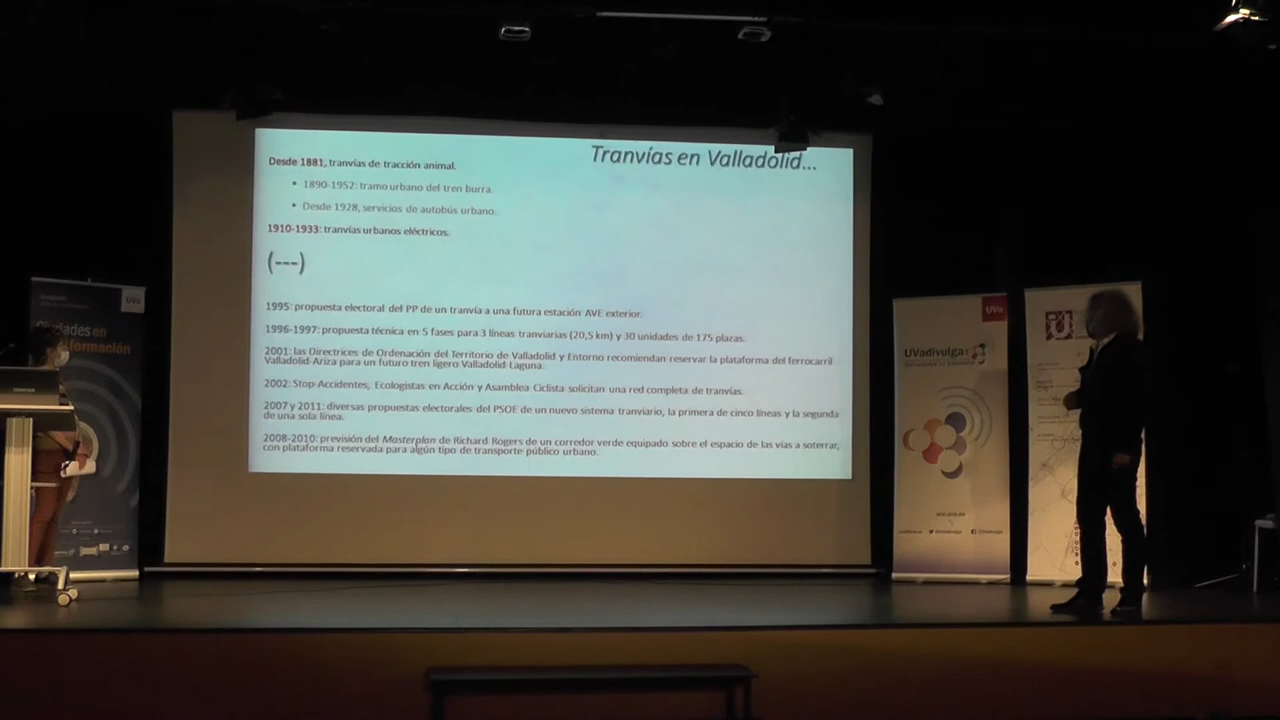 Tranvías en Valladolid...
Desde 1881, tranvías de tracción animal.
• 1890-1952: tramo urbano del tren burra.
• Desde 1928, servicios de autobús urbano.
1910-1933: tranvías urbanos eléctricos.
(---)
1995: propuesta electoral del PP de un tranvía a una futura estación AVE exterior.
1996-1997: propuesta técnica en 5 fases para 3 líneas tranviarias (20,5 km) y 30 unidades de 175 plazas.
2001: las Directrices de Ordenación del Territorio de Valladolid y Entorno recomiendan reservar la plataforma del ferrocarril
Valladolid-Ariza para un futuro tren ligero Valladolid-Laguna.
2002: Stop-Accidentes, Ecologistas en Acción y Asamblea Ciclista solicitan una red completa de tranvías.
2007 y 2011: diversas propuestas electorales del PSOE de un nuevo sistema tranviario, la primera de cinco líneas y la segunda
de una sola línea.
2008-2010: previsión del Masterplan de Richard Rogers de un corredor verde equipado sobre el espacio de las vías a soterrar,
con plataforma reservada para algún tipo de transporte público urbano.
UVa
en
formación
UVa
UVadivulga
U